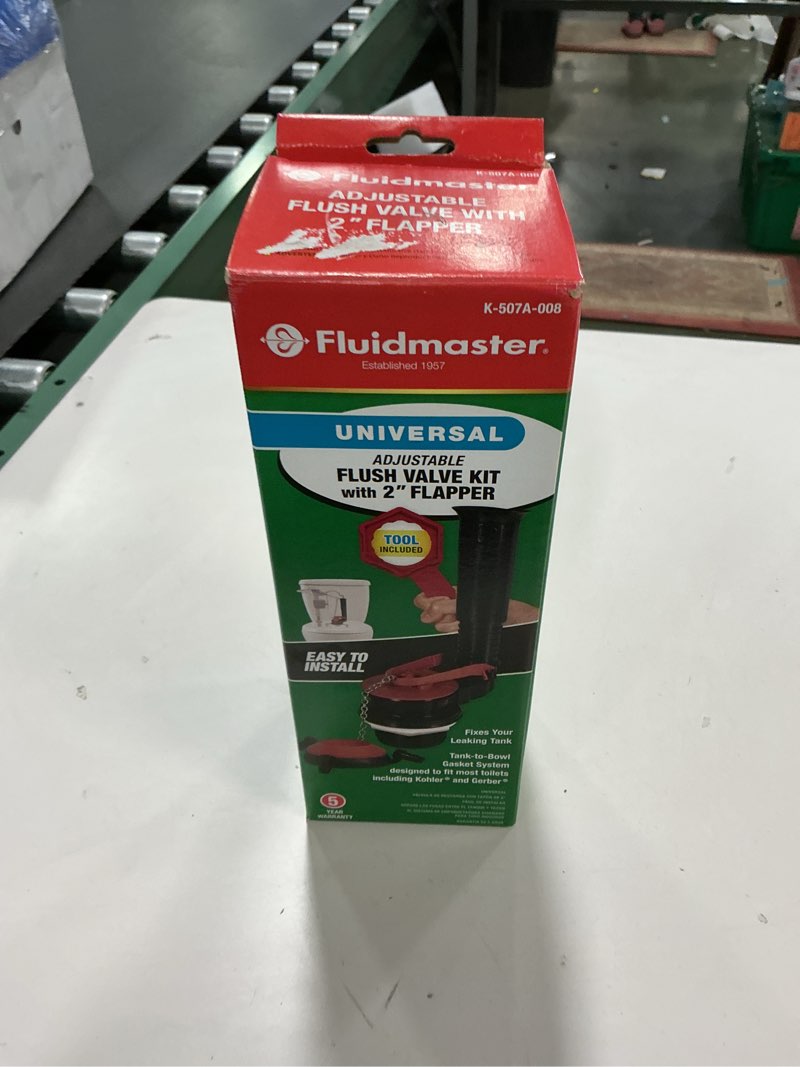 K-507A-008
Fluidmaster
ADJUSTABLE
FLUSH VALVE WITH
2" FLAPPER
K-507A-008
Fluidmaster®
Established 1957
UNIVERSAL
ADJUSTABLE
FLUSH VALVE KIT
with 2" FLAPPER
TOOL
INCLUDED
EASY TO
INSTALL
Fixes Your
Leaking Tank
Tank-to-Bowl
Gasket System
designed to fit most toilets
including Kohler® and Gerber®
5
YEAR
WARRANTY
UNIVERSAL